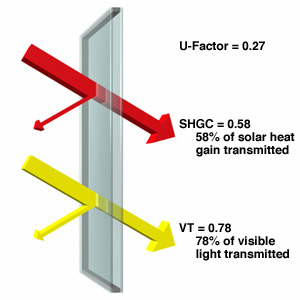 U-Factor = 0.27
SHGC = 0.58
58% of solar heat
gain transmitted
VT = 0.78
78% of visible
light transmitted